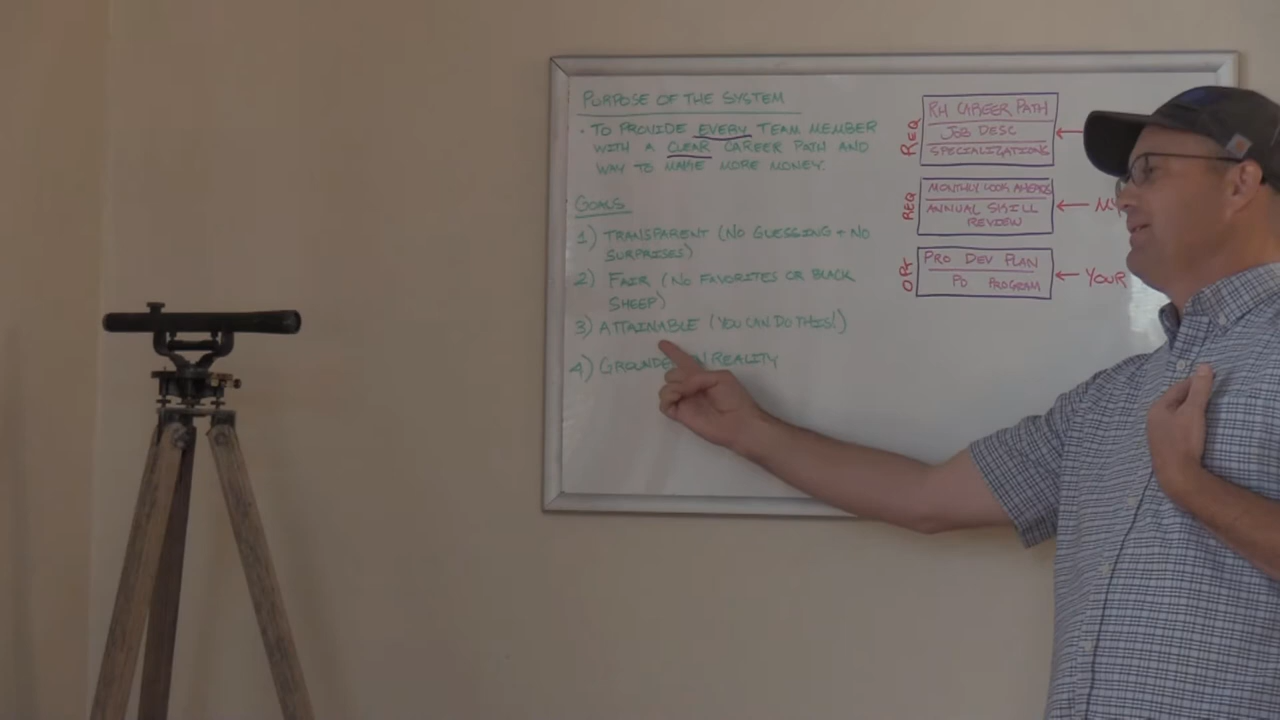 PURPOSE OF THE SYSTEM
· TO PROVIDE EVERY TEAM MEMBER
WITH A CLEAR CAREER PATH AND
WAY TO MAKE MORE MONEY.
GOALS
1) TRANSPARENT (NO GUESSING + NO
SURPRISES)
2) FAIR (NO FAVORITES OR BLACK
SHEEP)
3) ATTAINABLE (YOU CAN DO THIS!)
4) GROUNDED IN REALITY
REQ
RH CAREER PATH
JOB DESC
SPECIALIZATIONS
REQ
MONTHLY LOOK AHEADS
ANNUAL SKILL
REVIEW
← MY
OPT
PRO DEV PLAN
PD PROGRAM
← YOUR